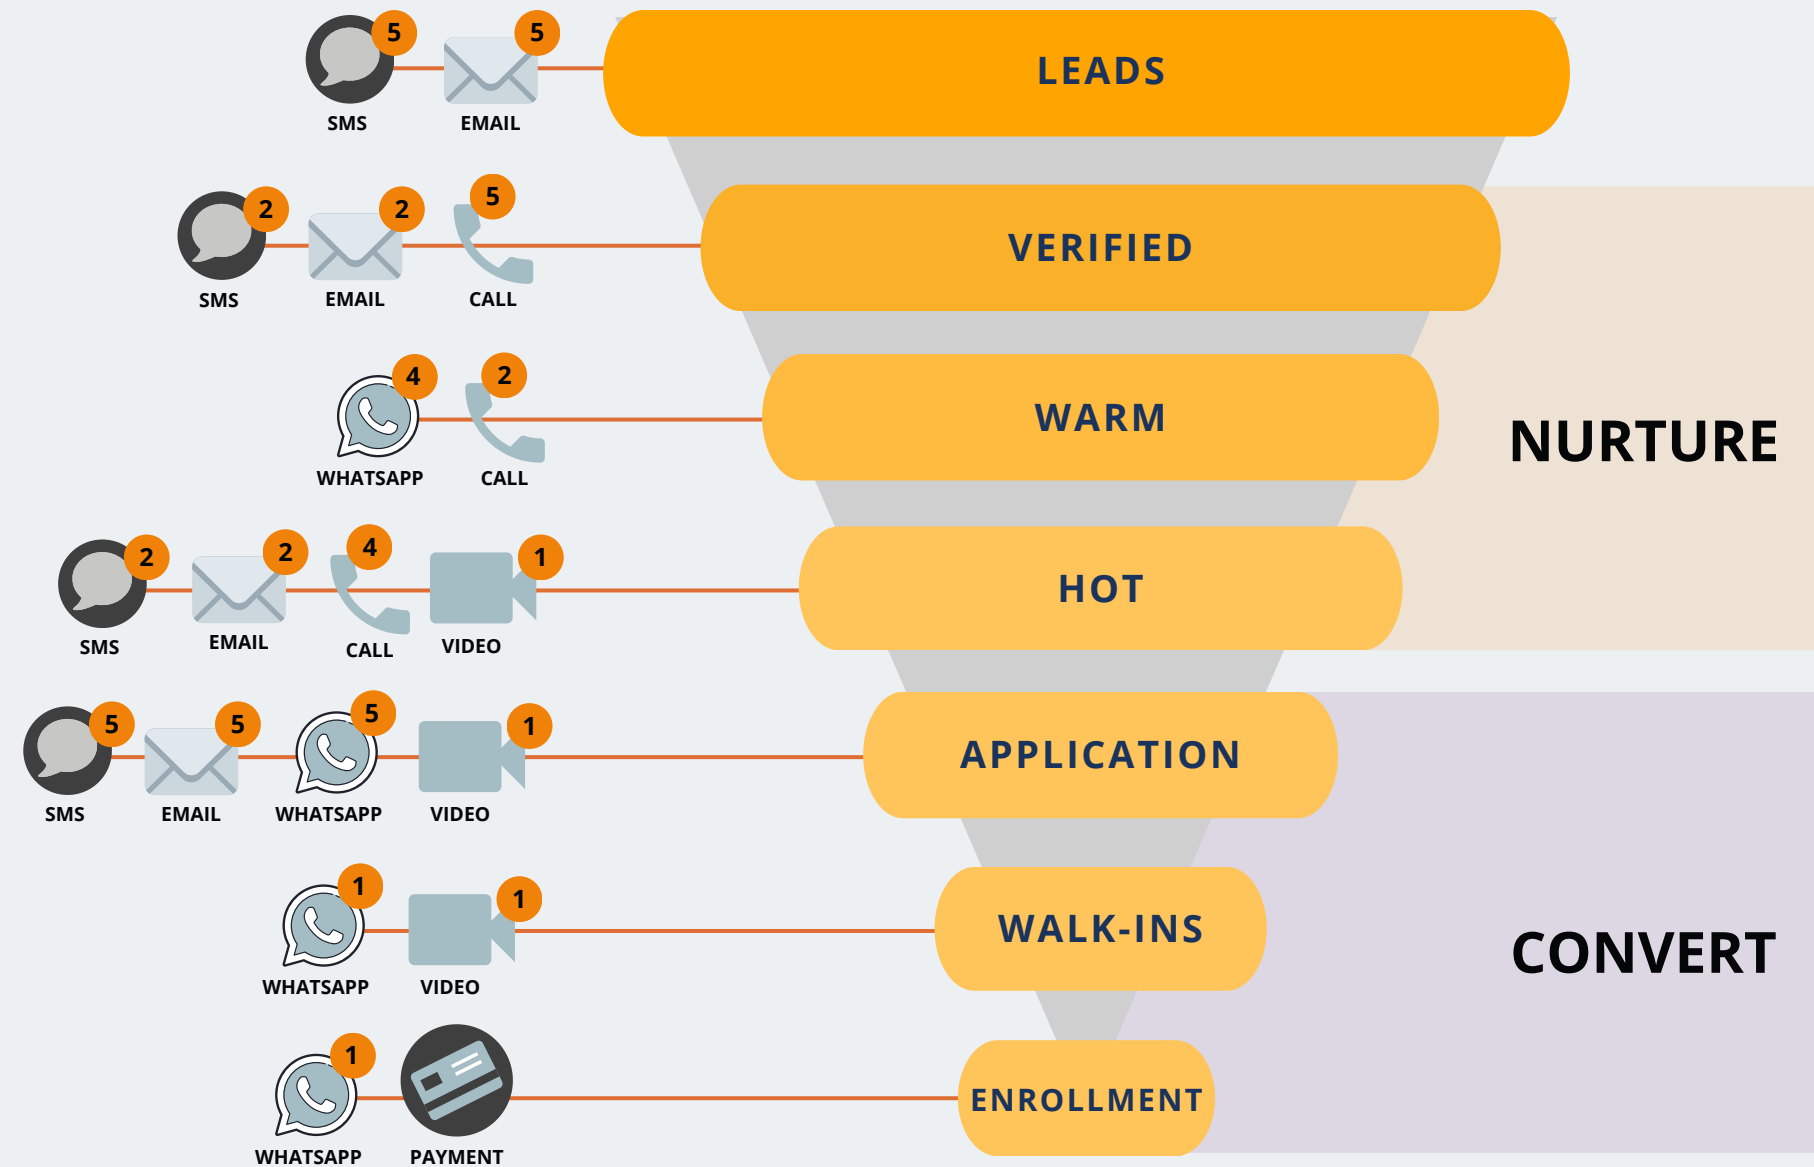 5 5
LEADS
SMS EMAIL
2 2 5
VERIFIED
SMS EMAIL CALL
4 2
WARM
NURTURE
WHATSAPP CALL
2 2 4 1
HOT
SMS EMAIL CALL VIDEO
5 5 5 1
APPLICATION
SMS EMAIL WHATSAPP VIDEO
1 1
WALK-INS
CONVERT
WHATSAPP VIDEO
1
ENROLLMENT
WHATSAPP PAYMENT